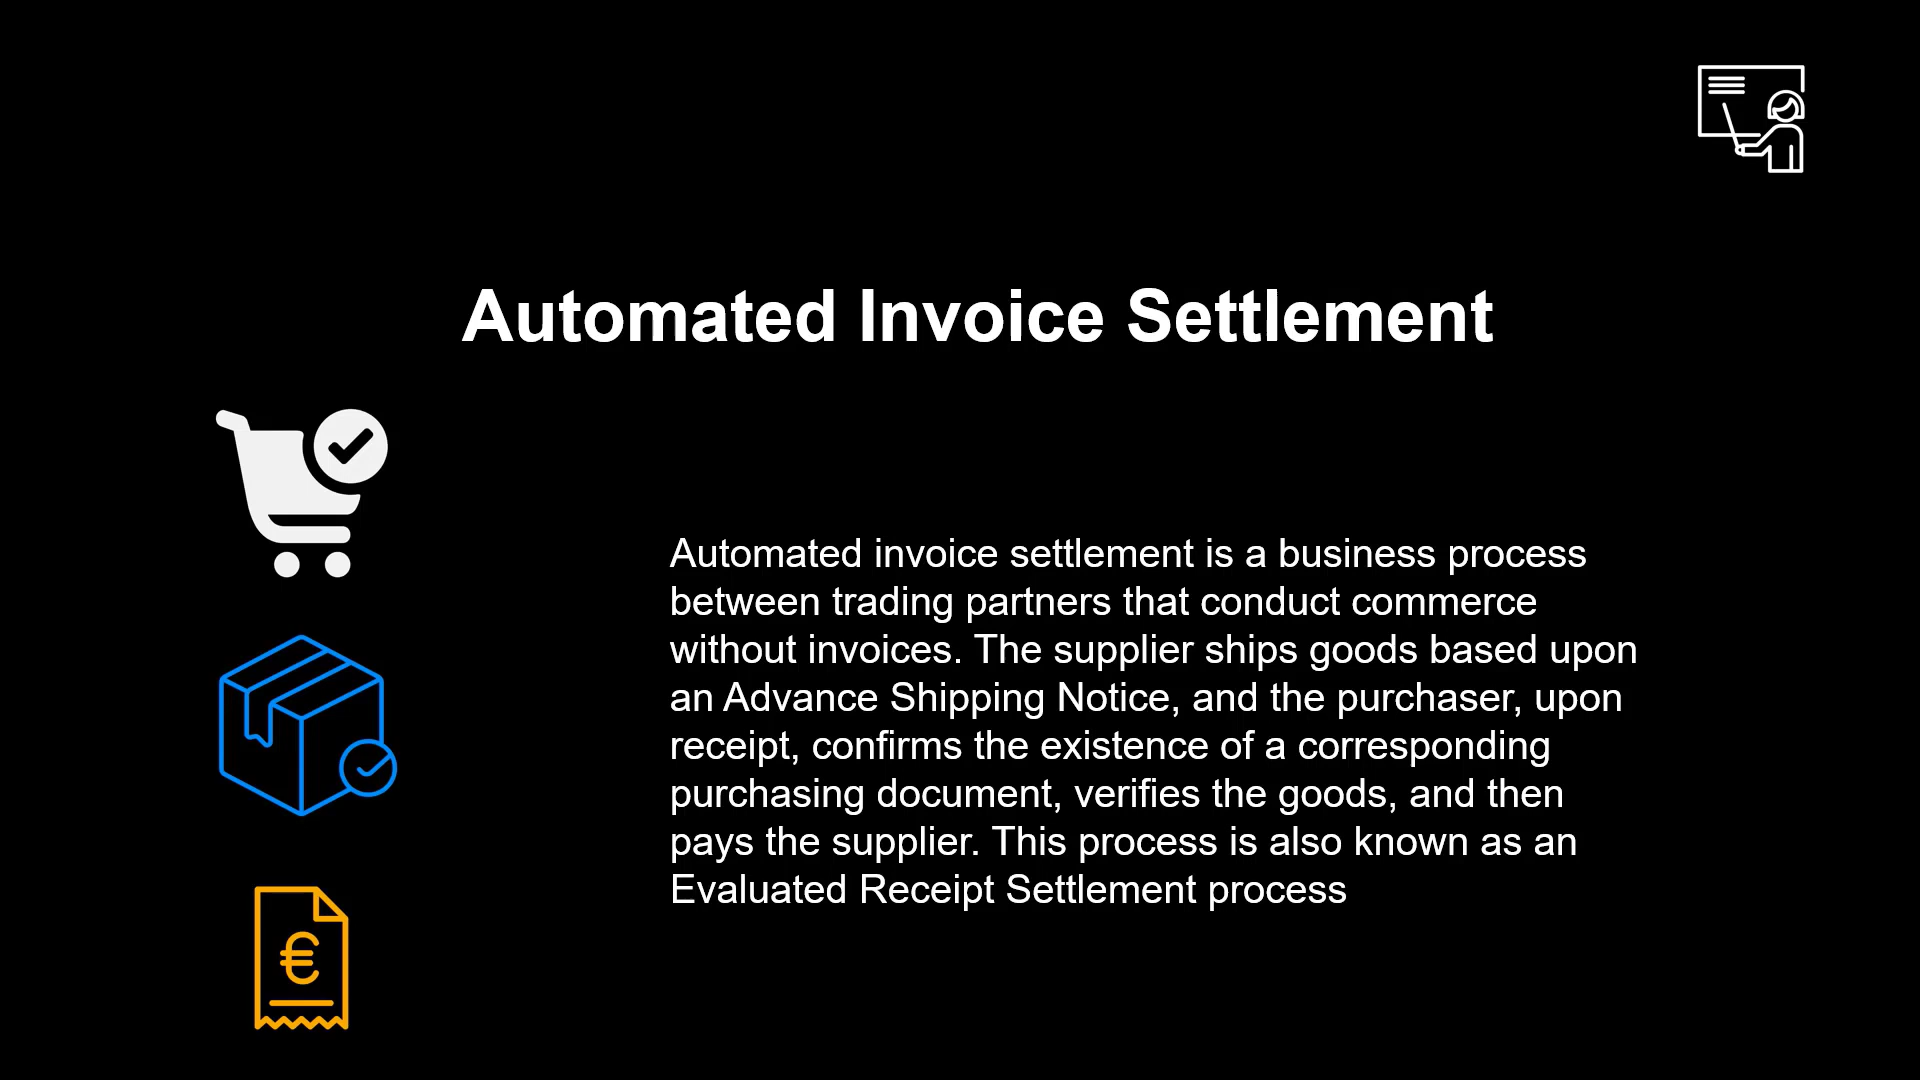 Automated Invoice Settlement
Automated invoice settlement is a business process
between trading partners that conduct commerce
without invoices. The supplier ships goods based upon
an Advance Shipping Notice, and the purchaser, upon
receipt, confirms the existence of a corresponding
purchasing document, verifies the goods, and then
pays the supplier. This process is also known as an
Evaluated Receipt Settlement process
€